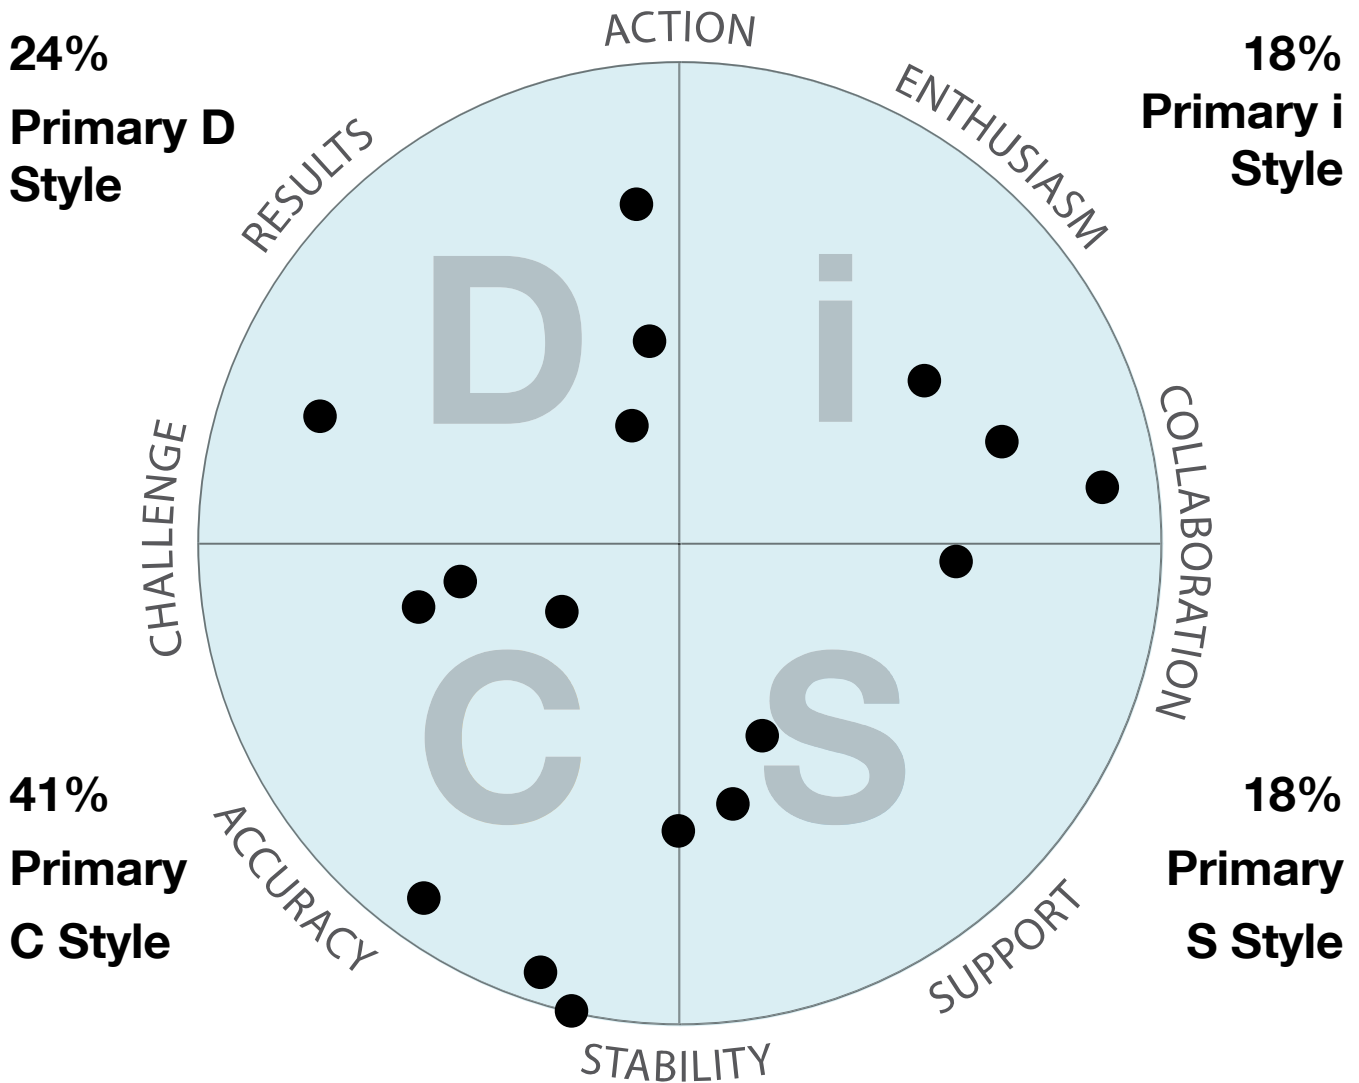 ACTION
24%
Primary D
Style
18%
Primary i
Style
RESULTS
ENTHUSIASM
D
i
CHALLENGE
COLLABORATION
C
S
41%
Primary
C Style
18%
Primary
S Style
ACCURACY
SUPPORT
STABILITY